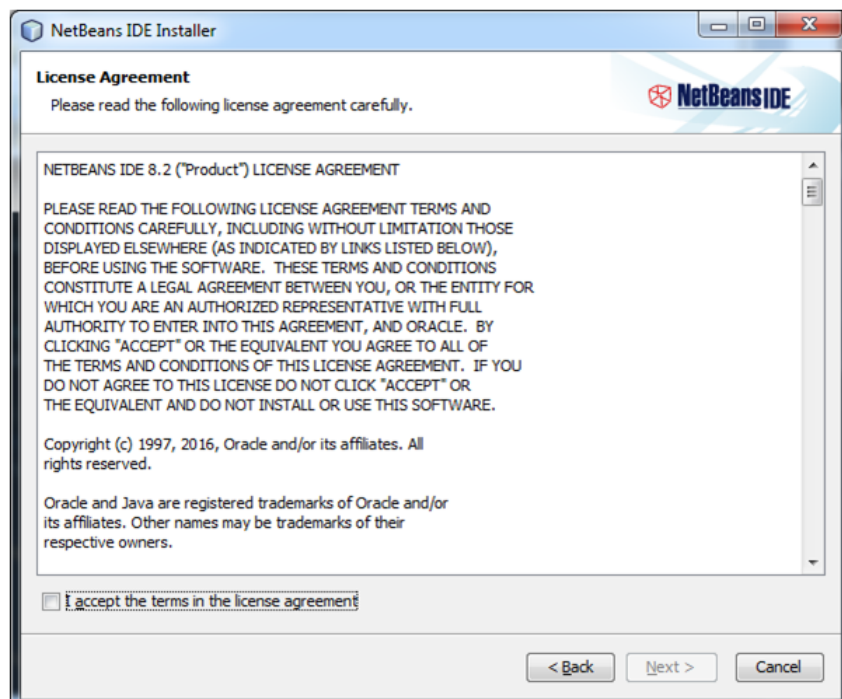 NetBeans IDE Installer
License Agreement
Please read the following license agreement carefully.
NetBeans IDE
NETBEANS IDE 8.2 ("Product") LICENSE AGREEMENT
PLEASE READ THE FOLLOWING LICENSE AGREEMENT TERMS AND
CONDITIONS CAREFULLY, INCLUDING WITHOUT LIMITATION THOSE
DISPLAYED ELSEWHERE (AS INDICATED BY LINKS LISTED BELOW),
BEFORE USING THE SOFTWARE.  THESE TERMS AND CONDITIONS
CONSTITUTE A LEGAL AGREEMENT BETWEEN YOU, OR THE ENTITY FOR
WHICH YOU ARE AN AUTHORIZED REPRESENTATIVE WITH FULL
AUTHORITY TO ENTER INTO THIS AGREEMENT, AND ORACLE.  BY
CLICKING "ACCEPT" OR THE EQUIVALENT YOU AGREE TO ALL OF
THE TERMS AND CONDITIONS OF THIS LICENSE AGREEMENT.  IF YOU
DO NOT AGREE TO THIS LICENSE DO NOT CLICK "ACCEPT" OR
THE EQUIVALENT AND DO NOT INSTALL OR USE THIS SOFTWARE.
Copyright (c) 1997, 2016, Oracle and/or its affiliates. All
rights reserved.
Oracle and Java are registered trademarks of Oracle and/or
its affiliates. Other names may be trademarks of their
respective owners.
I accept the terms in the license agreement
< Back
Next >
Cancel